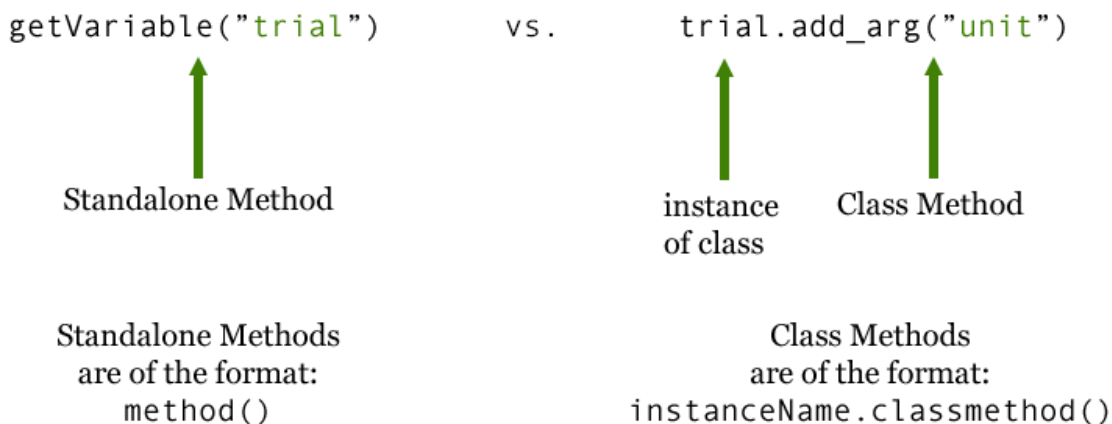 getVariable(”trial”) vs. trial.add_arg(”unit”)
Standalone Method
instance
of class
Class Method
Standalone Methods
are of the format:
method()
Class Methods
are of the format:
instanceName.classmethod()